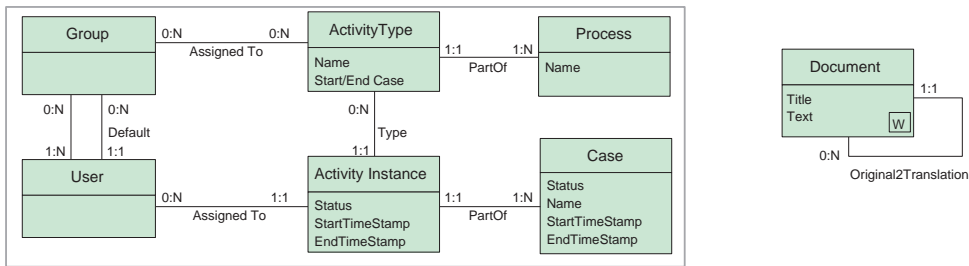 Group
0:N
0:N
Assigned To
ActivityType
Name
Start/End Case
1:1
1:N
PartOf
Process
Name
0:N
0:N
Default
1:N
1:1
0:N
Type
1:1
User
0:N
1:1
Assigned To
Activity Instance
Status
StartTimeStamp
EndTimeStamp
1:1
1:N
PartOf
Case
Status
Name
StartTimeStamp
EndTimeStamp
Document
Title
Text
W
1:1
0:N
Original2Translation